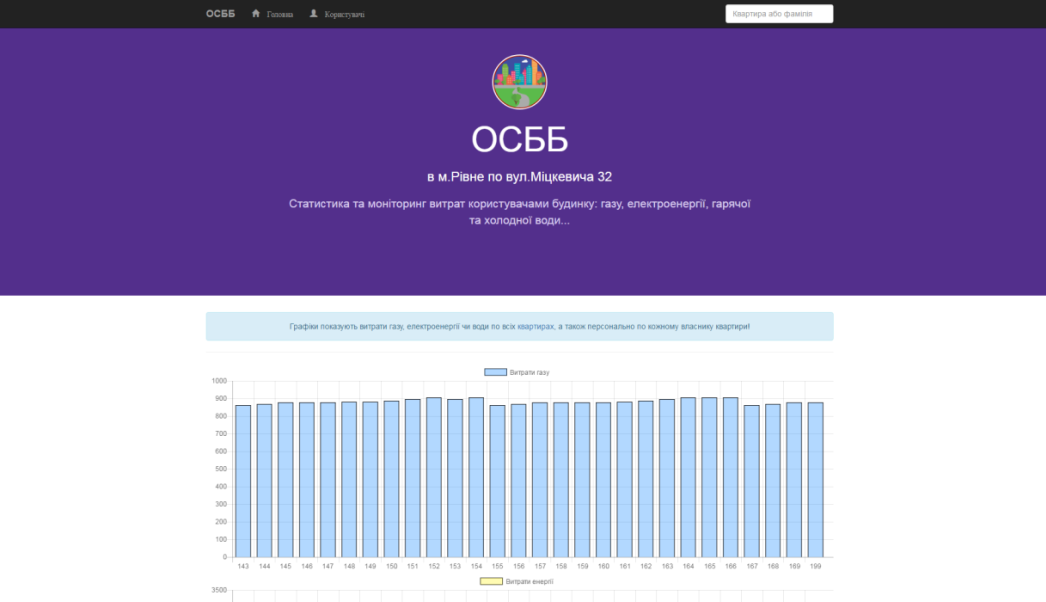 ОСББ Головна Користувачі Квартира або фамілія
ОСББ
в м.Рівне по вул.Міцкевича 32
Статистика та моніторинг витрат користувачами будинку: газу, електроенергії, гарячої
та холодної води...
Графіки показують витрати газу, електроенергії чи води по всіх квартирах, а також персонально по кожному власнику квартири!
Витрати газу
1000
900
800
700
600
500
400
300
200
100
0
143 144 145 146 147 148 149 150 151 152 153 154 155 156 157 158 159 160 161 162 163 164 165 166 167 168 169 199
Витрати енергії
3500